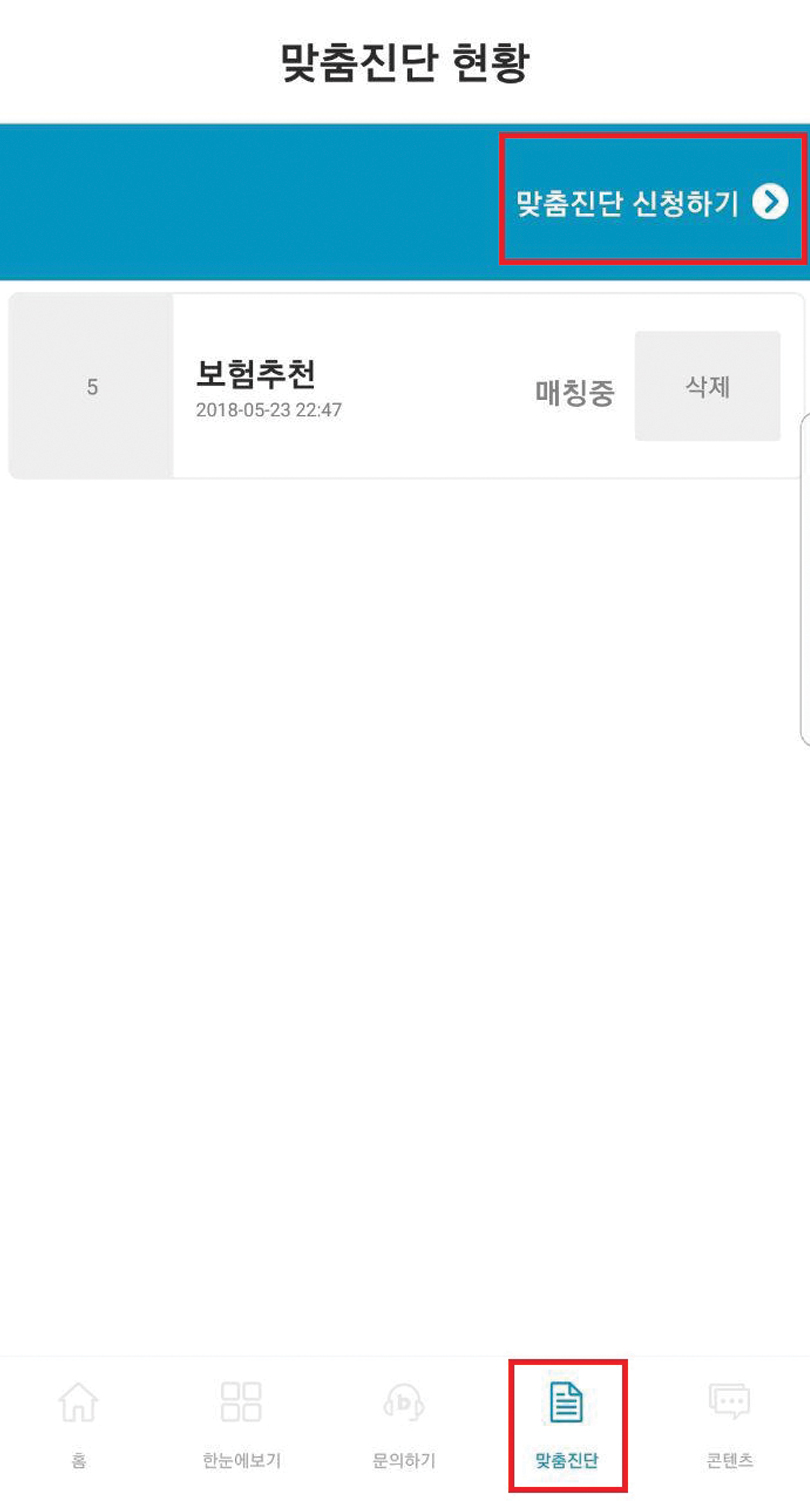 맞춤진단 현황
맞춤진단 신청하기
5
보험추천
2018-05-23 22:47
매칭중
삭제
홈
한눈에보기
문의하기
맞춤진단
콘텐츠